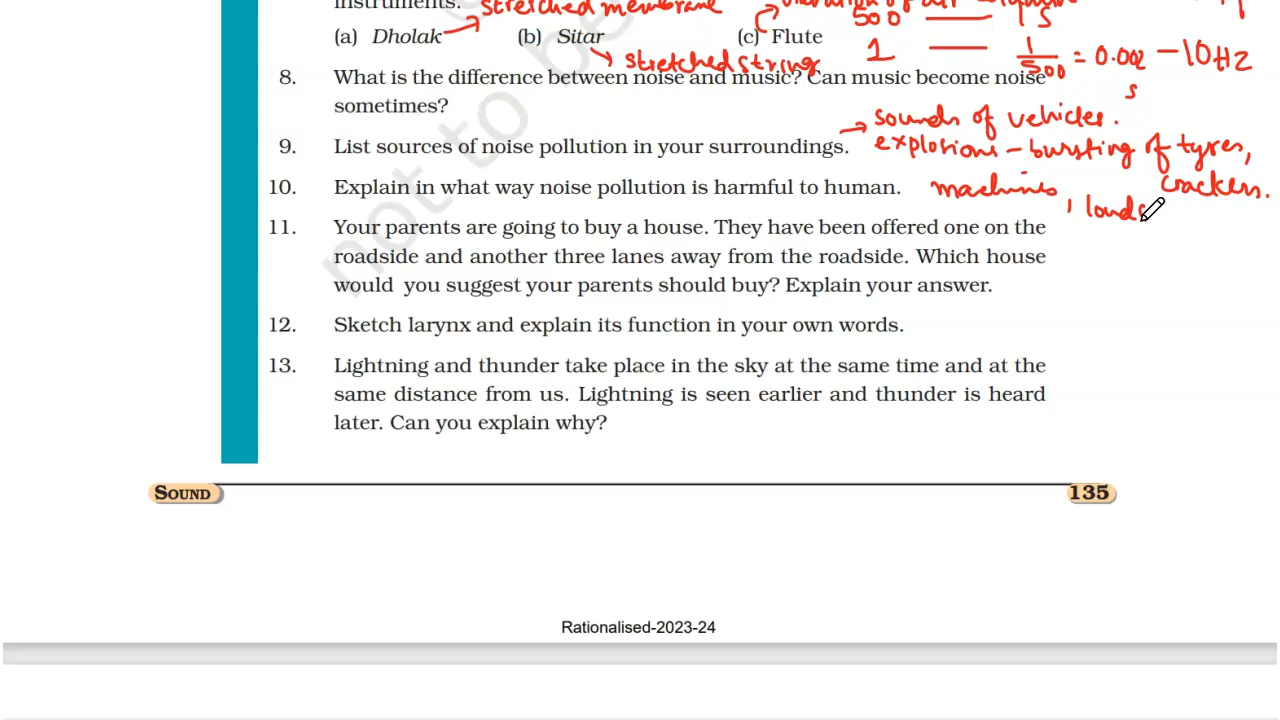 instruments. stretched membrane vibration of air
500 — 1 s
(a) Dholak (b) Sitar (c) Flute
1 — 1/500 = 0.002 s - 10Hz
stretched string
8. What is the difference between noise and music? Can music become noise
sometimes?
sounds of vehicles.
9. List sources of noise pollution in your surroundings. explosions - bursting of tyres,
crackers.
10. Explain in what way noise pollution is harmful to human. machines
, louds
11. Your parents are going to buy a house. They have been offered one on the
roadside and another three lanes away from the roadside. Which house
would you suggest your parents should buy? Explain your answer.
12. Sketch larynx and explain its function in your own words.
13. Lightning and thunder take place in the sky at the same time and at the
same distance from us. Lightning is seen earlier and thunder is heard
later. Can you explain why?
SOUND 135
Rationalised-2023-24
not to be